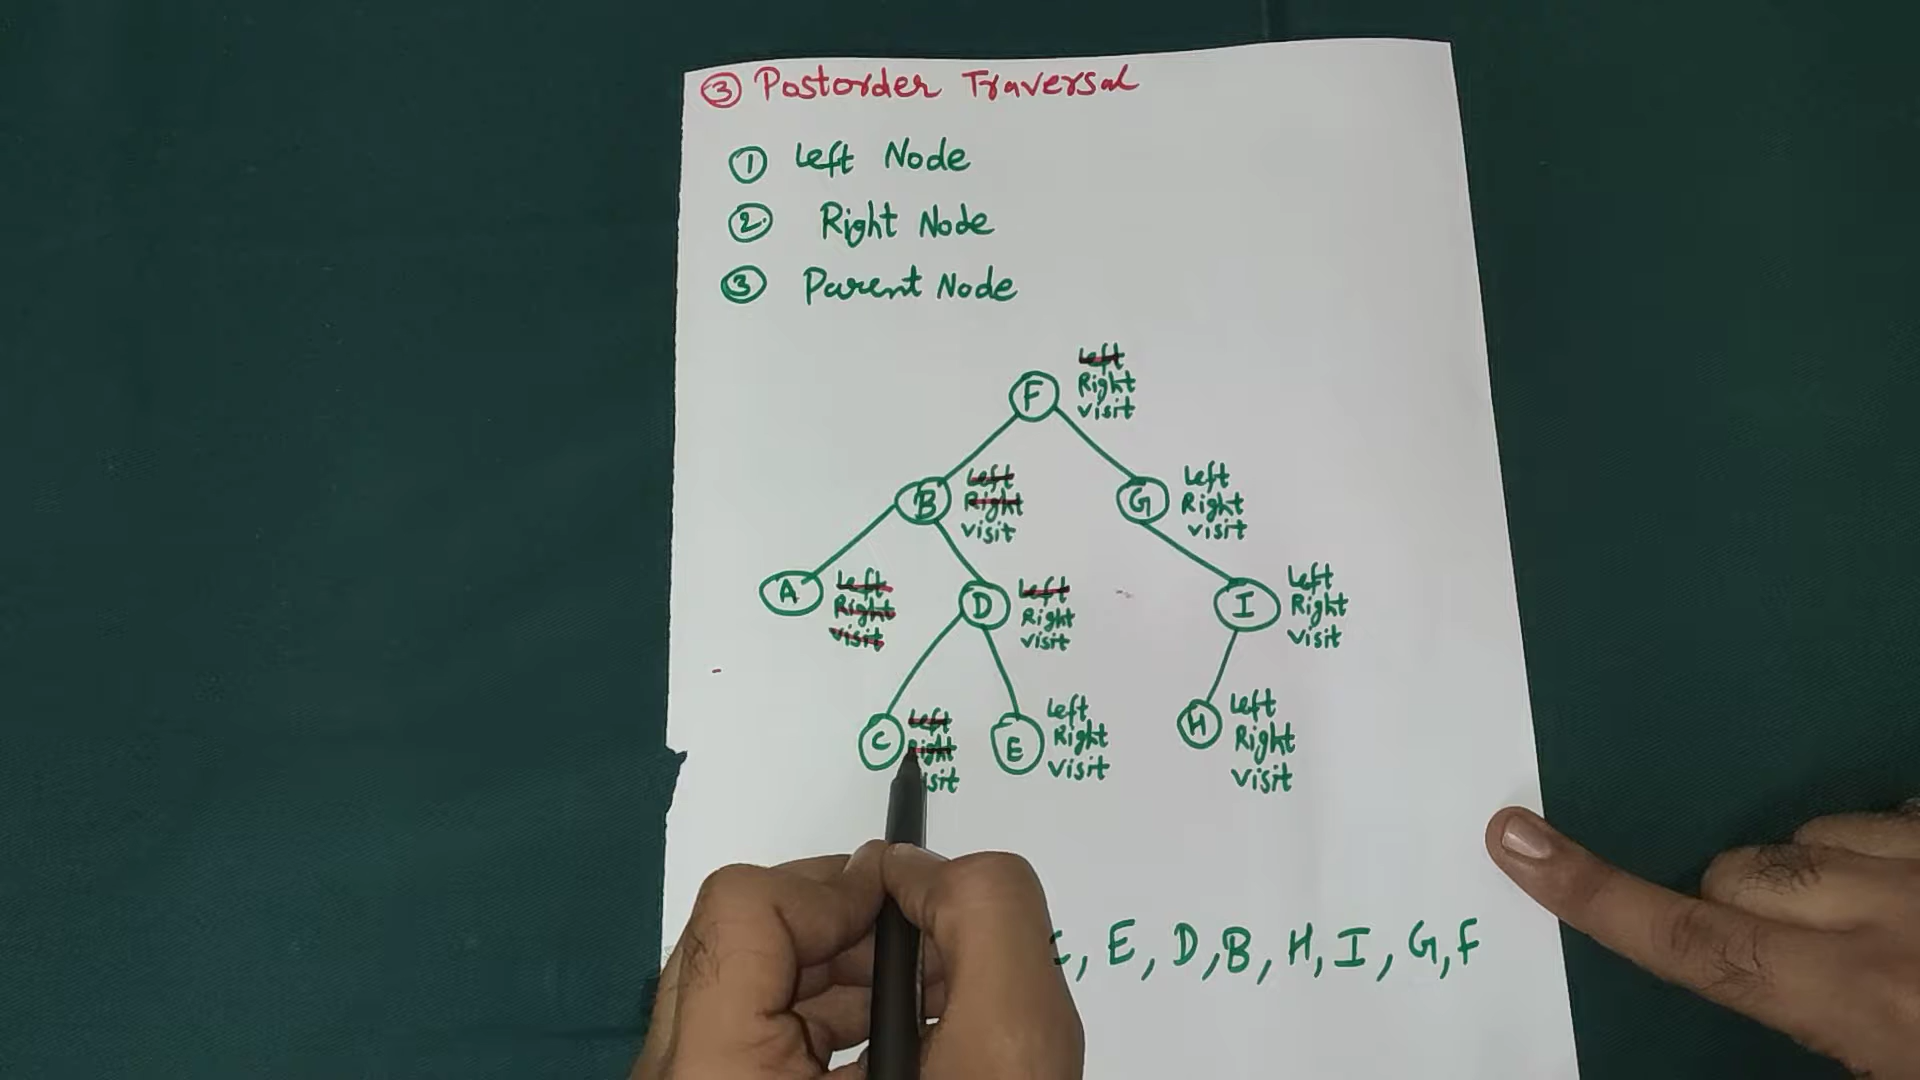 ③ Postorder Traversal
① Left Node
② Right Node
③ Parent Node
F
Left
Right
visit
B
Left
Right
visit
G
Left
Right
visit
A
Left
Right
visit
D
Left
Right
visit
I
Left
Right
visit
C
Left
Right
E
Left
Right
visit
H
Left
Right
visit
, E, D, B, H, I, G, F